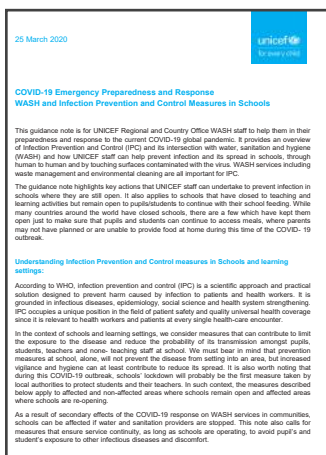 25 March 2020
unicef
for every child
COVID-19 Emergency Preparedness and Response
WASH and Infection Prevention and Control Measures in Schools
This guidance note is for UNICEF Regional and Country Office WASH staff to help them in their
preparedness and response to the current COVID-19 global pandemic. It provides an overview
of Infection Prevention and Control (IPC) and its intersection with water, sanitation and hygiene
(WASH) and how UNICEF staff can help prevent infection and its spread in schools, through
human to human and by touching surfaces contaminated with the virus. WASH services including
waste management and environmental cleaning are all important for IPC.
The guidance note highlights key actions that UNICEF staff can undertake to prevent infection in
schools where they are still open. It also applies to schools that have closed to teaching and
learning activities but remain open to pupils/students to continue with their school feeding. While
many countries around the world have closed schools, there are a few which have kept them
open just to make sure that pupils and students can continue to access meals, where parents
may not have planned or are unable to provide food at home during this time of the COVID- 19
outbreak.
Understanding Infection Prevention and Control measures in Schools and learning
settings:
According to WHO, infection prevention and control (IPC) is a scientific approach and practical
solution designed to prevent harm caused by infection to patients and health workers. It is
grounded in infectious diseases, epidemiology, social science and health system strengthening.
IPC occupies a unique position in the field of patient safety and quality universal health coverage
since it is relevant to health workers and patients at every single health-care encounter.
In the context of schools and learning settings, we consider measures that can contribute to limit
the exposure to the disease and reduce the probability of its transmission amongst pupils,
students, teachers and none- teaching staff at school. We must bear in mind that prevention
measures at school, alone, will not prevent the disease from setting into an area, but increased
vigilance and hygiene can at least contribute to reduce its spread. It is also worth noting that
during this COVID-19 outbreak, schools' lockdown will probably be the first measure taken by
local authorities to protect students and their teachers. In such context, the measures described
below apply to affected and non-affected areas where schools remain open and affected areas
where schools are re-opening.
As a result of secondary effects of the COVID-19 response on WASH services in communities,
schools can be affected if water and sanitation providers are stopped. This note also calls for
measures that ensure service continuity, as long as schools are operating, to avoid pupil's and
student's exposure to other infectious diseases and discomfort.